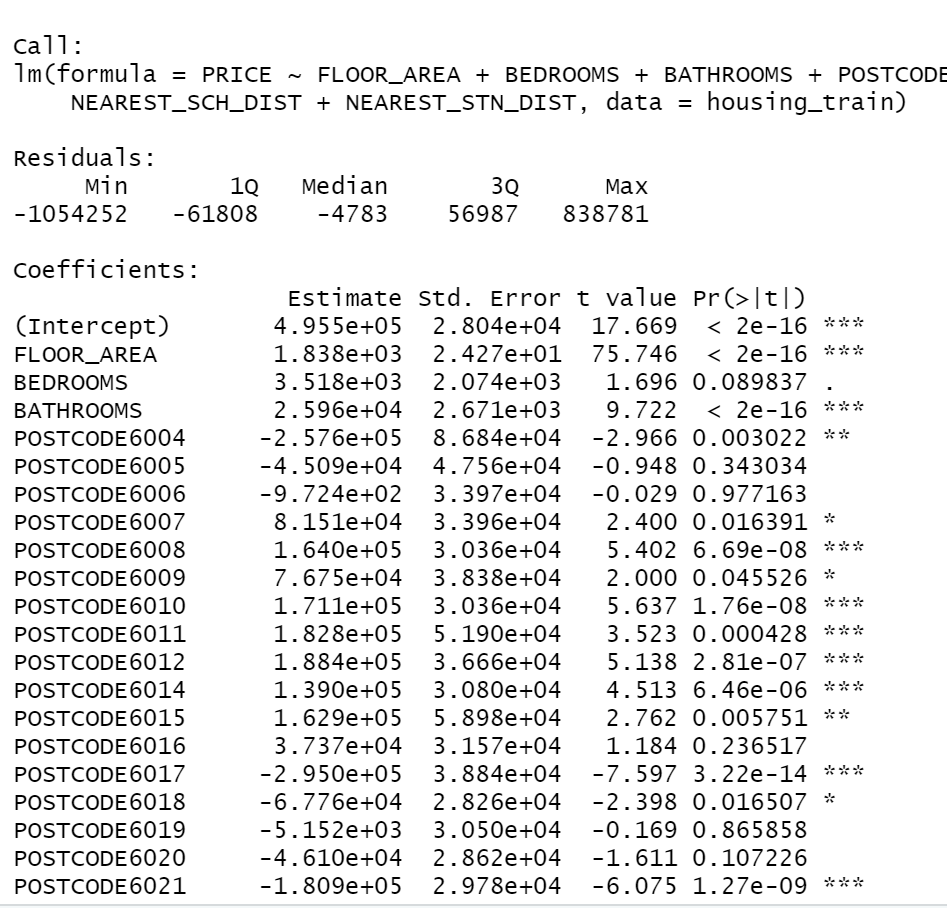 Call:
lm(formula = PRICE ~ FLOOR_AREA + BEDROOMS + BATHROOMS + POSTCODE
NEAREST_SCH_DIST + NEAREST_STN_DIST, data = housing_train)
Residuals:
Min 1Q Median 3Q Max
-1054252 -61808 -4783 56987 838781
Coefficients:
Estimate Std. Error t value Pr(>|t|)
(Intercept) 4.955e+05 2.804e+04 17.669 < 2e-16 ***
FLOOR_AREA 1.838e+03 2.427e+01 75.746 < 2e-16 ***
BEDROOMS 3.518e+03 2.074e+03 1.696 0.089837 .
BATHROOMS 2.596e+04 2.671e+03 9.722 < 2e-16 ***
POSTCODE6004 -2.576e+05 8.684e+04 -2.966 0.003022 **
POSTCODE6005 -4.509e+04 4.756e+04 -0.948 0.343034
POSTCODE6006 -9.724e+02 3.397e+04 -0.029 0.977163
POSTCODE6007 8.151e+04 3.396e+04 2.400 0.016391 *
POSTCODE6008 1.640e+05 3.036e+04 5.402 6.69e-08 ***
POSTCODE6009 7.675e+04 3.838e+04 2.000 0.045526 *
POSTCODE6010 1.711e+05 3.036e+04 5.637 1.76e-08 ***
POSTCODE6011 1.828e+05 5.190e+04 3.523 0.000428 ***
POSTCODE6012 1.884e+05 3.666e+04 5.138 2.81e-07 ***
POSTCODE6014 1.390e+05 3.080e+04 4.513 6.46e-06 ***
POSTCODE6015 1.629e+05 5.898e+04 2.762 0.005751 **
POSTCODE6016 3.737e+04 3.157e+04 1.184 0.236517
POSTCODE6017 -2.950e+05 3.884e+04 -7.597 3.22e-14 ***
POSTCODE6018 -6.776e+04 2.826e+04 -2.398 0.016507 *
POSTCODE6019 -5.152e+03 3.050e+04 -0.169 0.865858
POSTCODE6020 -4.610e+04 2.862e+04 -1.611 0.107226
POSTCODE6021 -1.809e+05 2.978e+04 -6.075 1.27e-09 ***